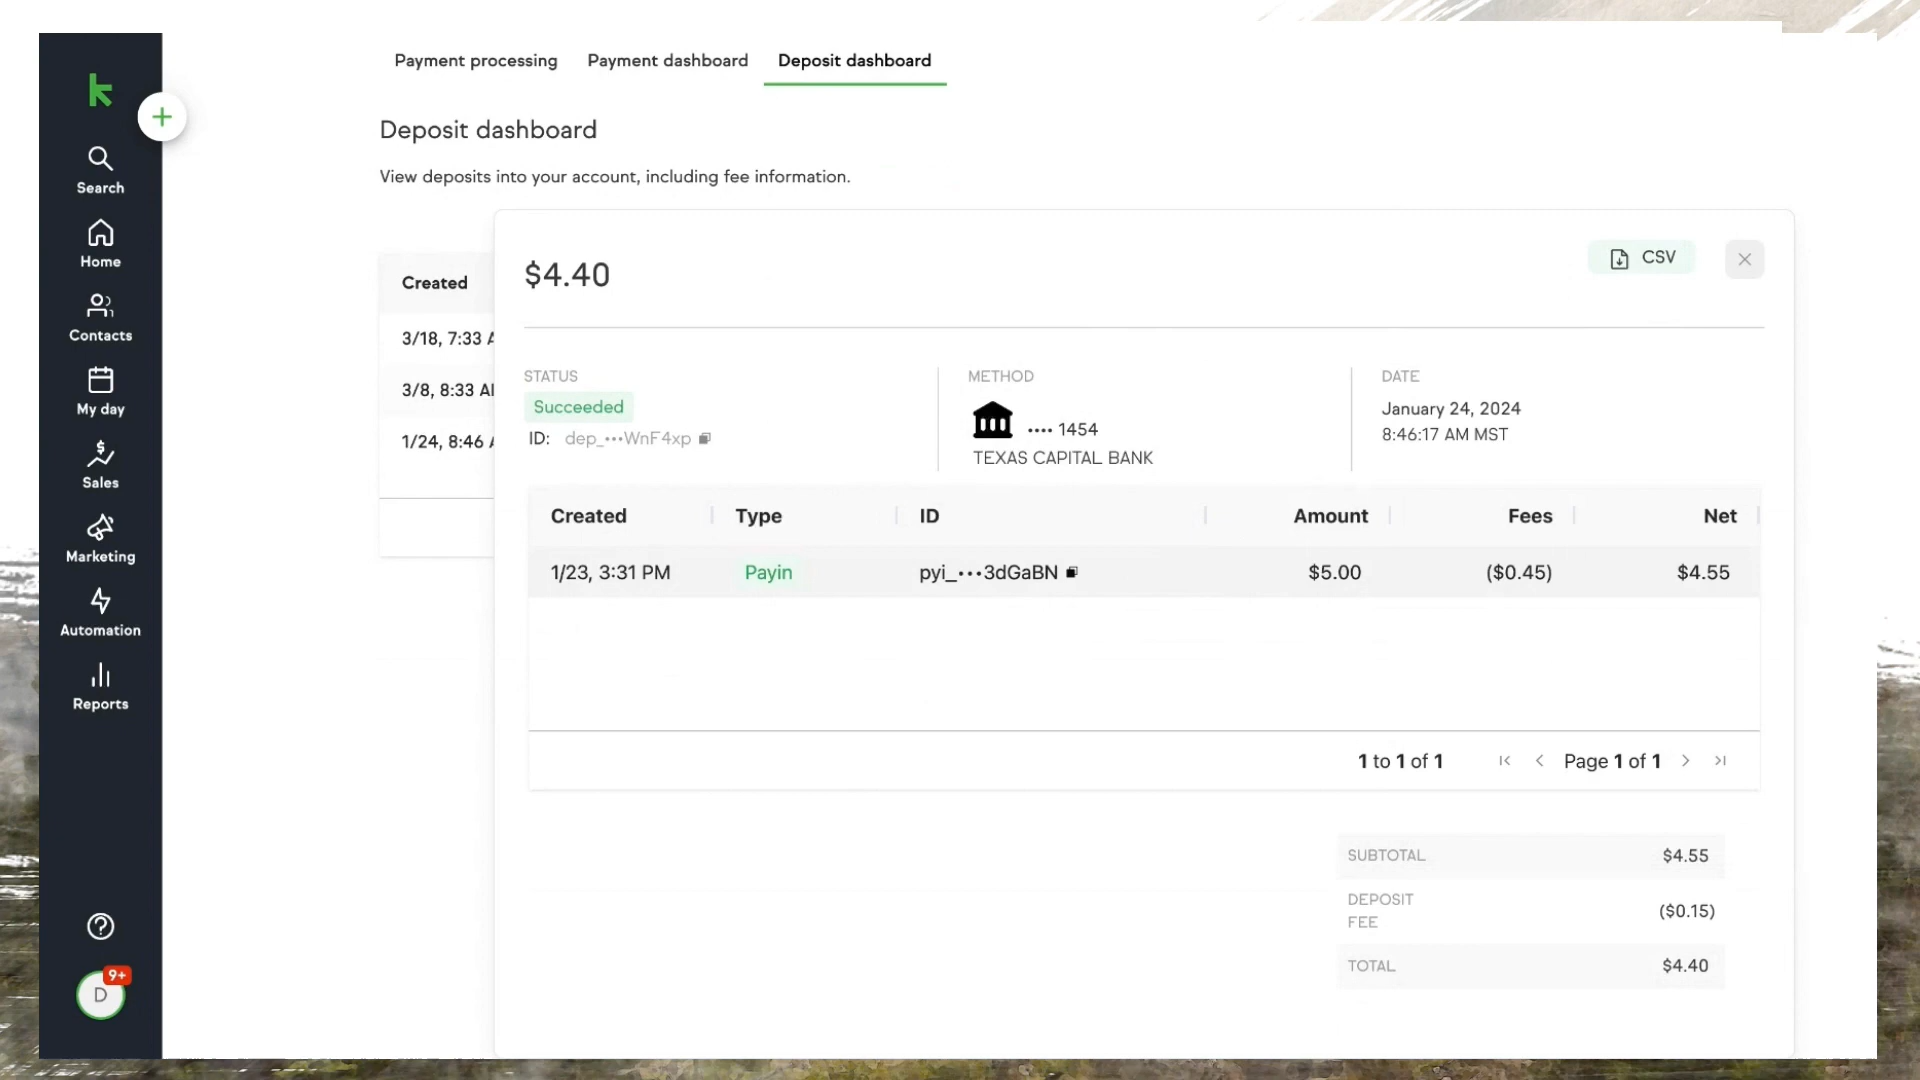 Payment processing Payment dashboard Deposit dashboard
Deposit dashboard
View deposits into your account, including fee information.
Search
Home
Contacts
My day
Sales
Marketing
Automation
Reports
9+
D
Created
3/18, 7:33 A
3/8, 8:33 A
1/24, 8:46
$4.40
CSV
STATUS
Succeeded
ID: dep_•••WnF4xp
METHOD
•••• 1454
TEXAS CAPITAL BANK
DATE
January 24, 2024
8:46:17 AM MST
Created Type ID Amount Fees Net
1/23, 3:31 PM Payin pyi_•••3dGaBN $5.00 ($0.45) $4.55
1 to 1 of 1 Page 1 of 1
SUBTOTAL $4.55
DEPOSIT FEE ($0.15)
TOTAL $4.40